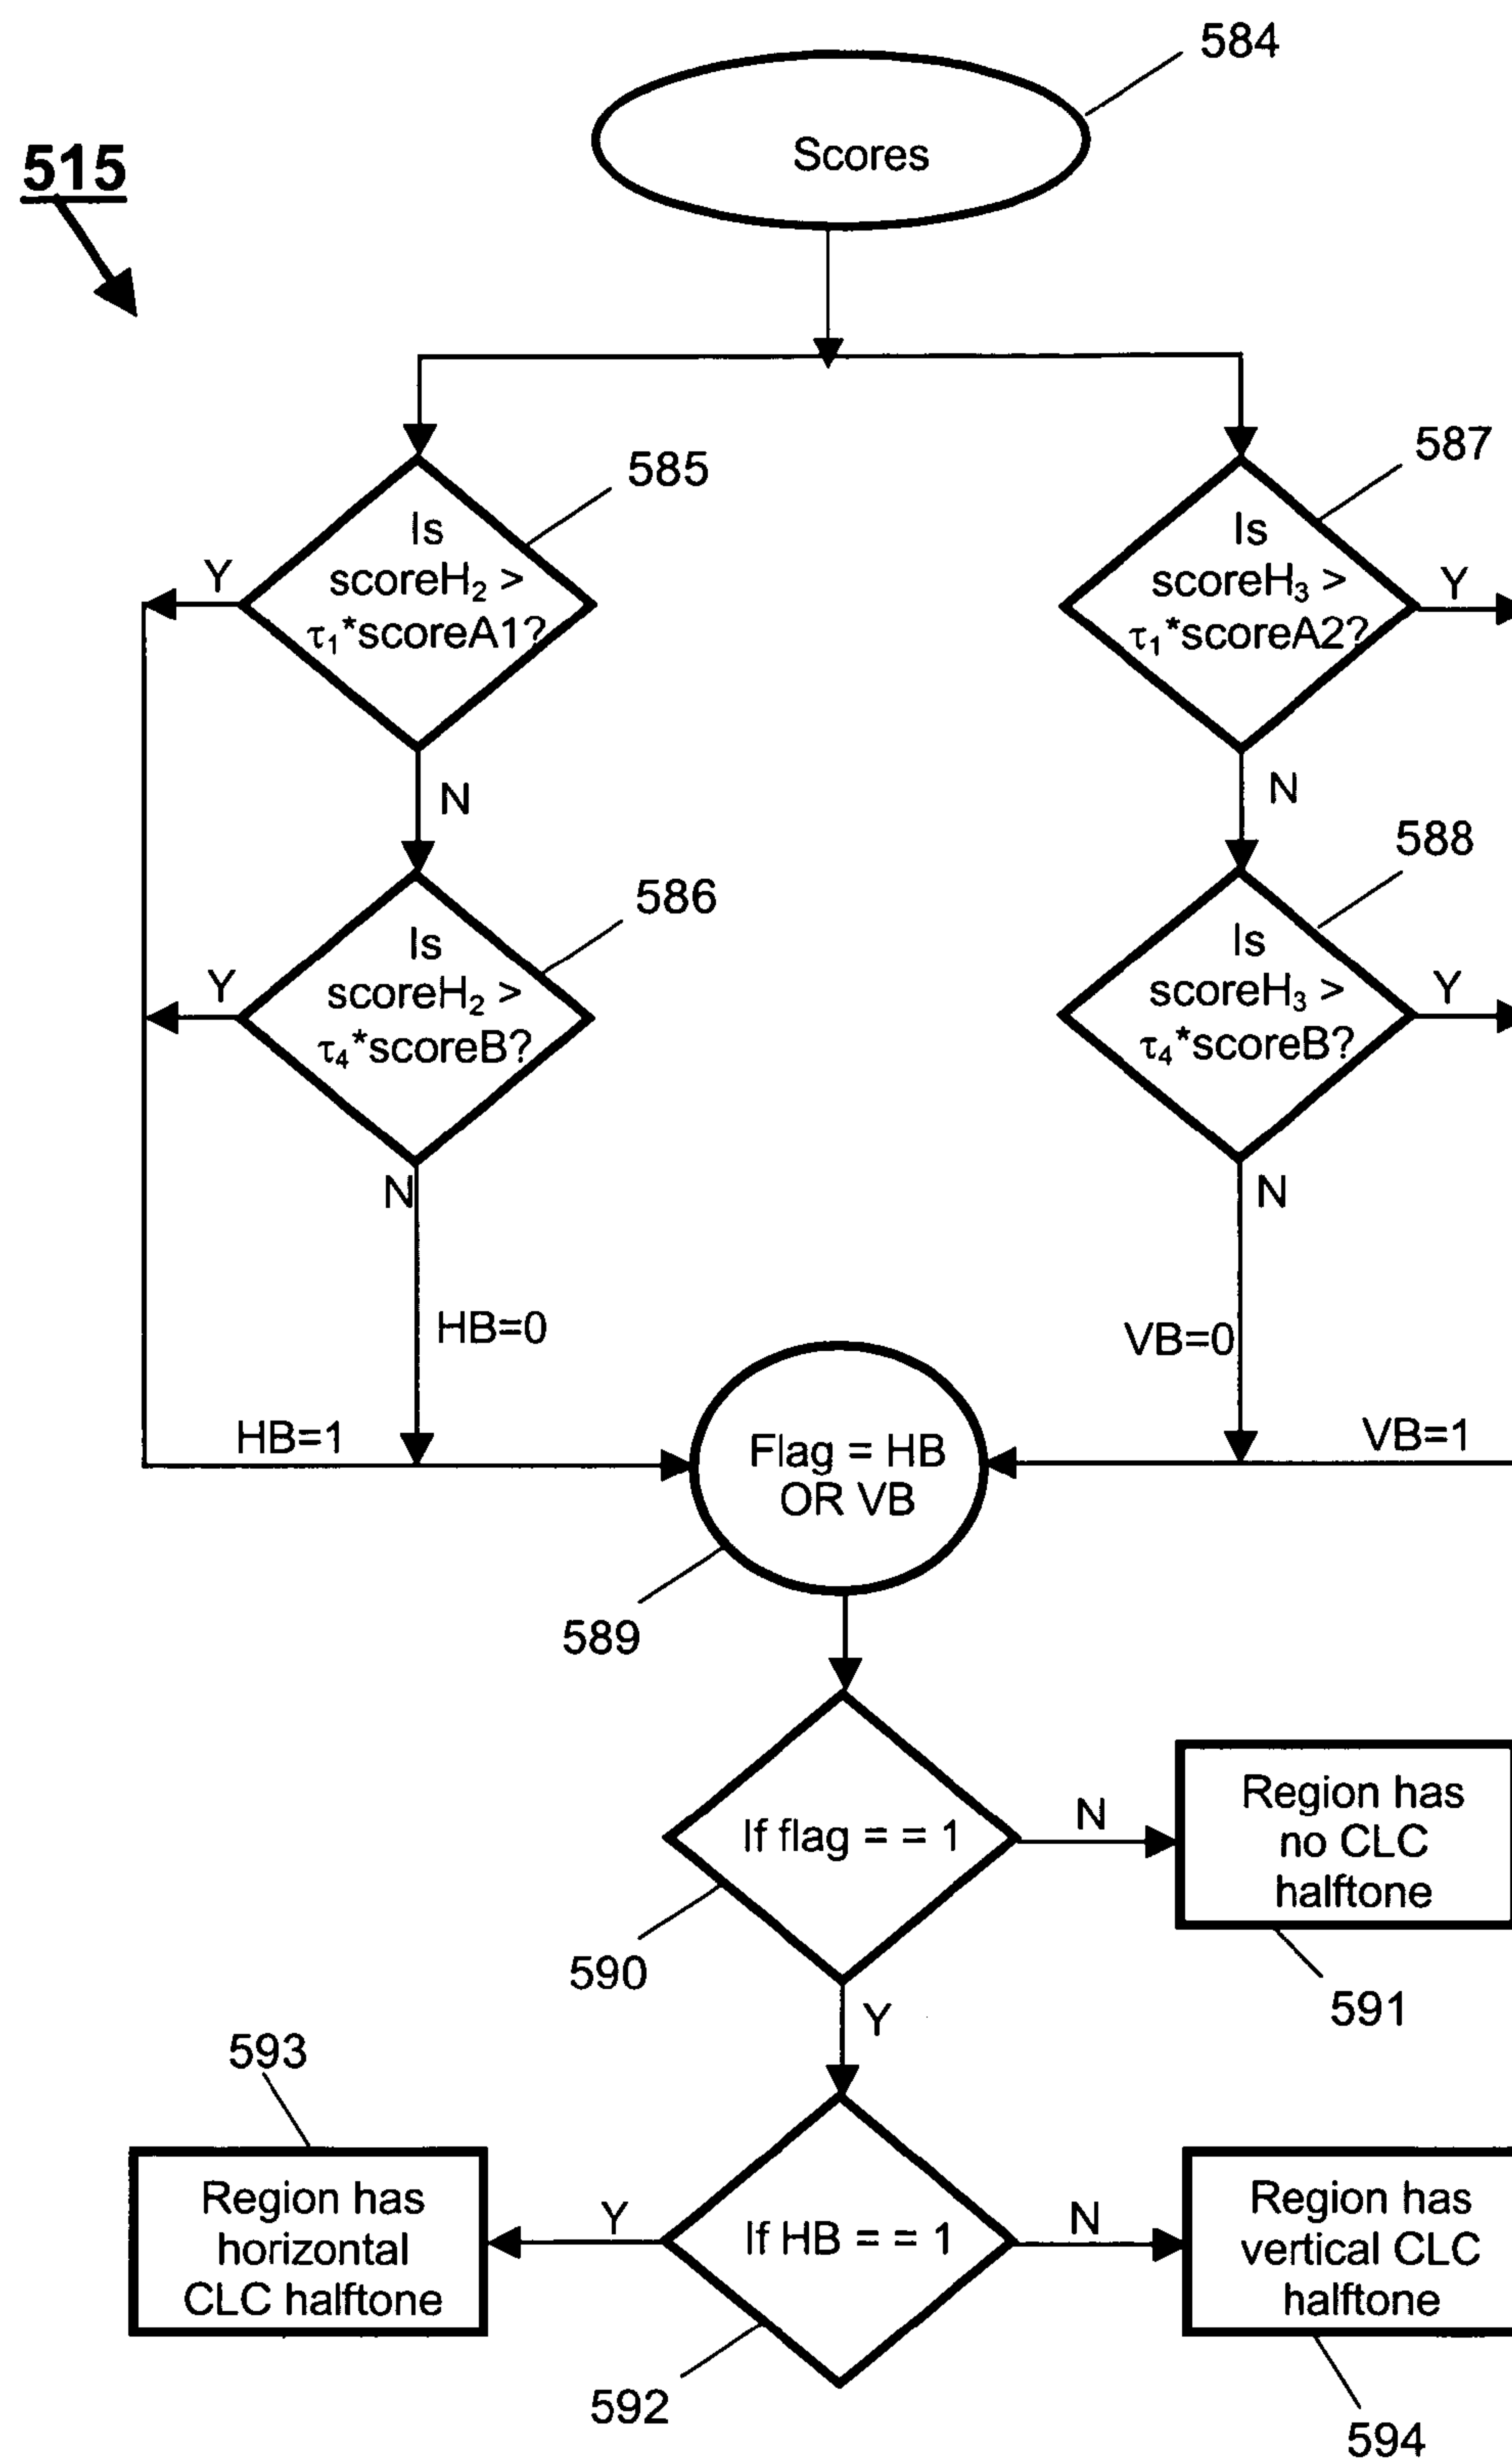 584
515
Scores
585
587
Is
scoreH₂ >
τ₁*scoreA1?
Y
N
Is
scoreH₃ >
τ₁*scoreA2?
Y
N
586
588
Is
scoreH₂ >
τ₄*scoreB?
Y
N
Is
scoreH₃ >
τ₄*scoreB?
Y
N
HB=0
VB=0
HB=1
VB=1
Flag = HB
OR VB
589
If flag = = 1
N
Region has
no CLC
halftone
590
591
Y
593
Region has
horizontal
CLC halftone
Y
If HB = = 1
N
Region has
vertical CLC
halftone
592
594